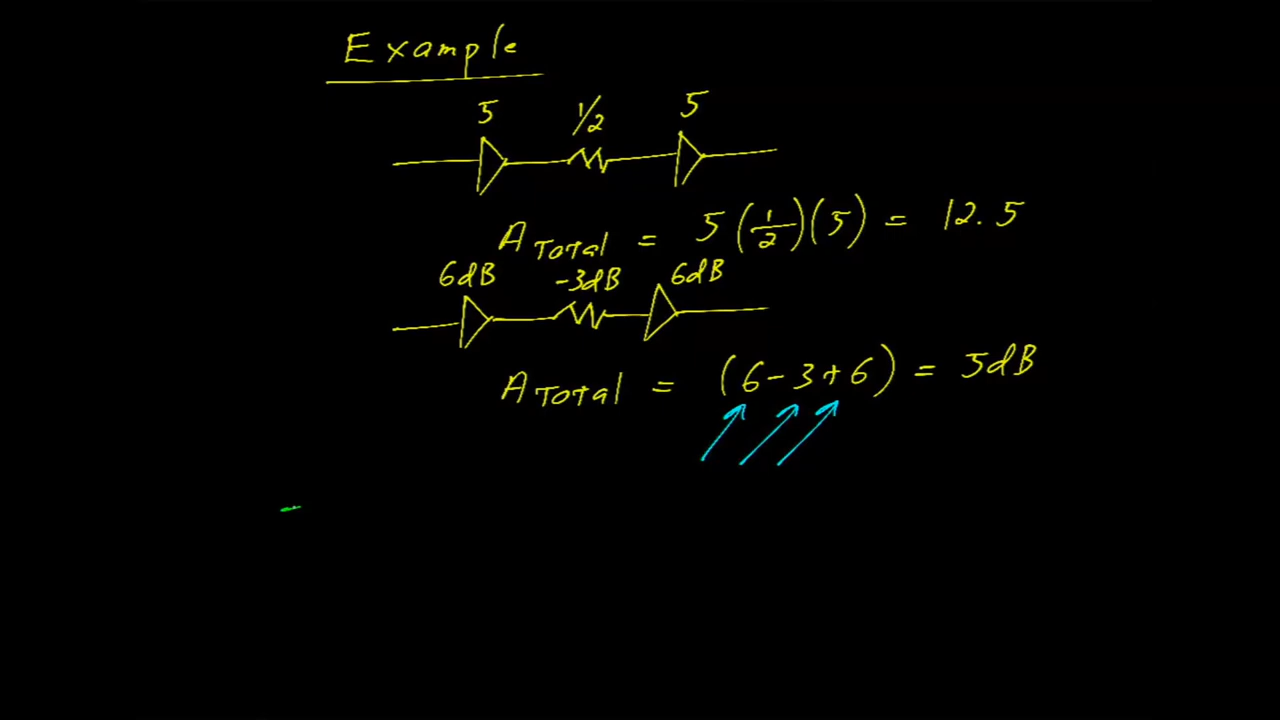 Example
5 1/2 5
A TOTAL = 5 (1/2)(5) = 12.5
6dB -3dB 6dB
A TOTAL = (6-3+6) = 5dB